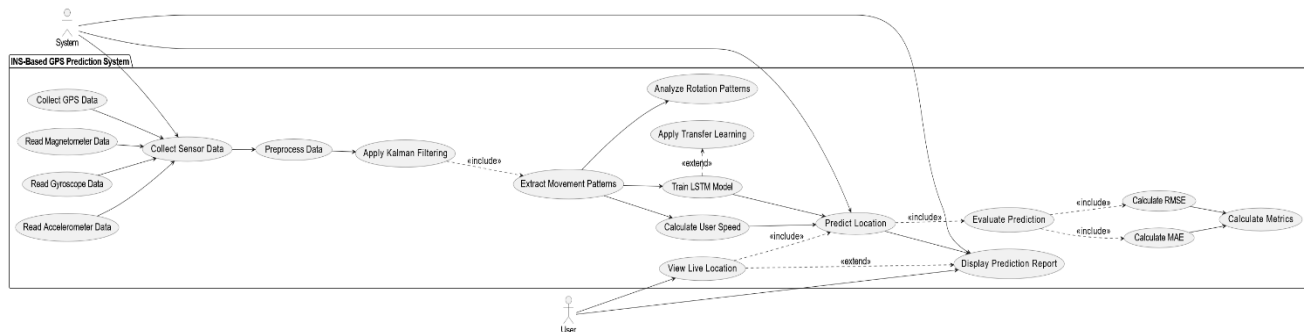 System
INS-Based GPS Prediction System
Collect GPS Data
Read Magnetometer Data
Read Gyroscope Data
Read Accelerometer Data
Collect Sensor Data
Preprocess Data
Apply Kalman Filtering
«include»
Extract Movement Patterns
Analyze Rotation Patterns
Apply Transfer Learning
«extend»
Train LSTM Model
Calculate User Speed
«include»
View Live Location
Predict Location
«include»
«extend»
Evaluate Prediction
Display Prediction Report
«include»
«include»
Calculate RMSE
Calculate MAE
Calculate Metrics
User